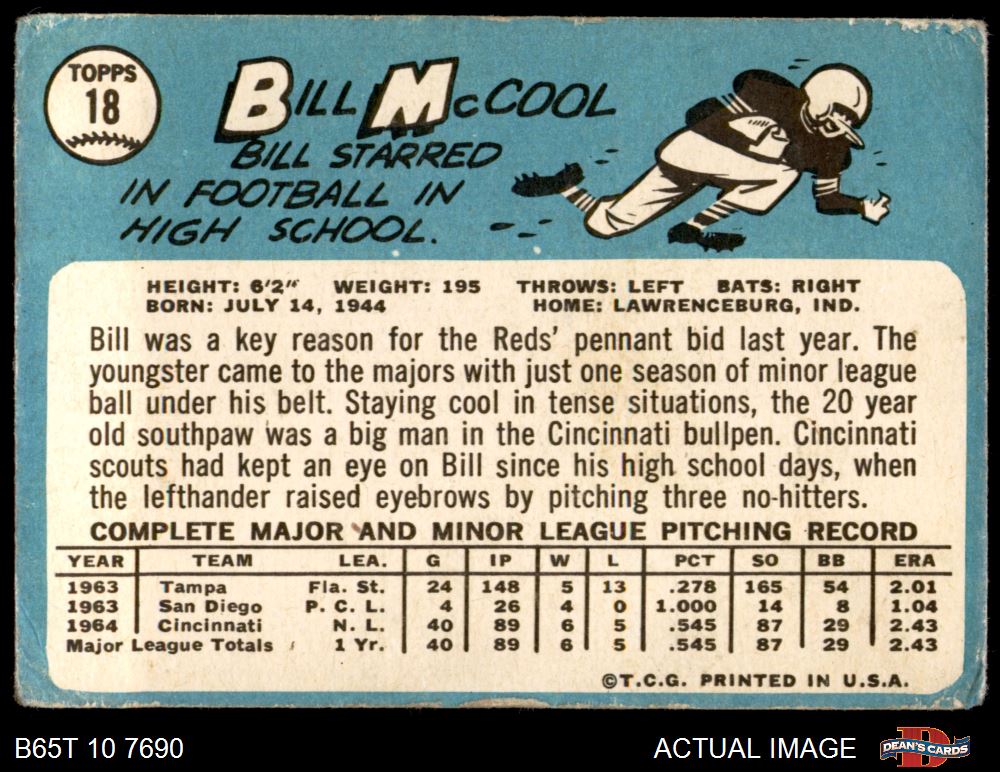 TOPPS
18
BILL McCOOL
BILL STARRED
IN FOOTBALL IN
HIGH SCHOOL.
HEIGHT: 6'2" WEIGHT: 195 THROWS: LEFT BATS: RIGHT
BORN: JULY 14, 1944 HOME: LAWRENCEBURG, IND.
Bill was a key reason for the Reds' pennant bid last year. The
youngster came to the majors with just one season of minor league
ball under his belt. Staying cool in tense situations, the 20 year
old southpaw was a big man in the Cincinnati bullpen. Cincinnati
scouts had kept an eye on Bill since his high school days, when
the lefthander raised eyebrows by pitching three no-hitters.
COMPLETE MAJOR AND MINOR LEAGUE PITCHING RECORD
YEAR TEAM LEA. G IP W L PCT SO BB ERA
1963 Tampa Fla. St. 24 148 5 13 .278 165 54 2.01
1963 San Diego P. C. L. 4 26 4 0 1.000 14 8 1.04
1964 Cincinnati N. L. 40 89 6 5 .545 87 29 2.43
Major League Totals 1 Yr. 40 89 6 5 .545 87 29 2.43
©T.C.G. PRINTED IN U.S.A.
B65T 10 7690 ACTUAL IMAGE DEAN'S CARDS